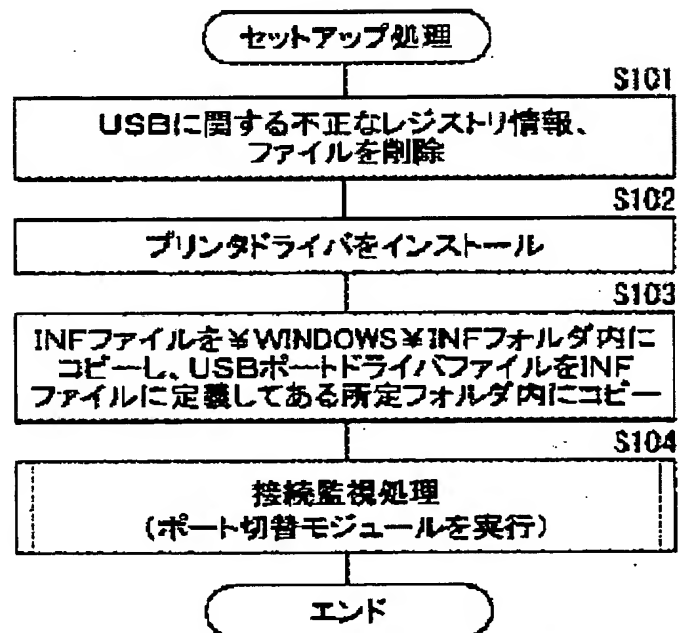 セットアップ処理
S101
USBに関する不正なレジストリ情報、
ファイルを削除
S102
プリンタドライバをインストール
S103
INFファイルを¥WINDOWS¥INFフォルダ内に
コピーし、USBポートドライバファイルをINF
ファイルに定義してある所定フォルダ内にコピー
S104
接続監視処理
(ポート切替モジュールを実行)
エンド